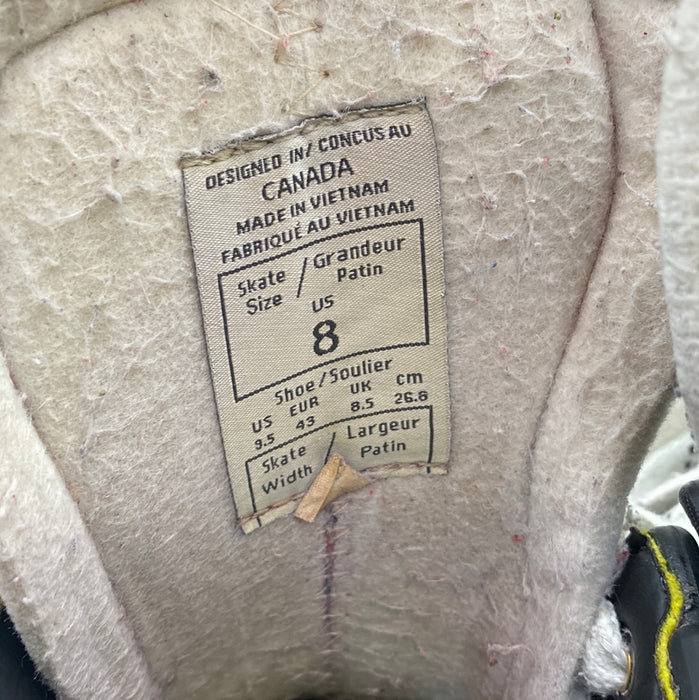 DESIGNED IN/ CONCUS AU
CANADA
MADE IN VIETNAM
FABRIQUÉ AU VIETNAM
Skate / Grandeur
Size Patin
US
8
Shoe/Soulier
US EUR UK cm
9.5 43 8.5 26.8
Skate / Largeur
Width Patin